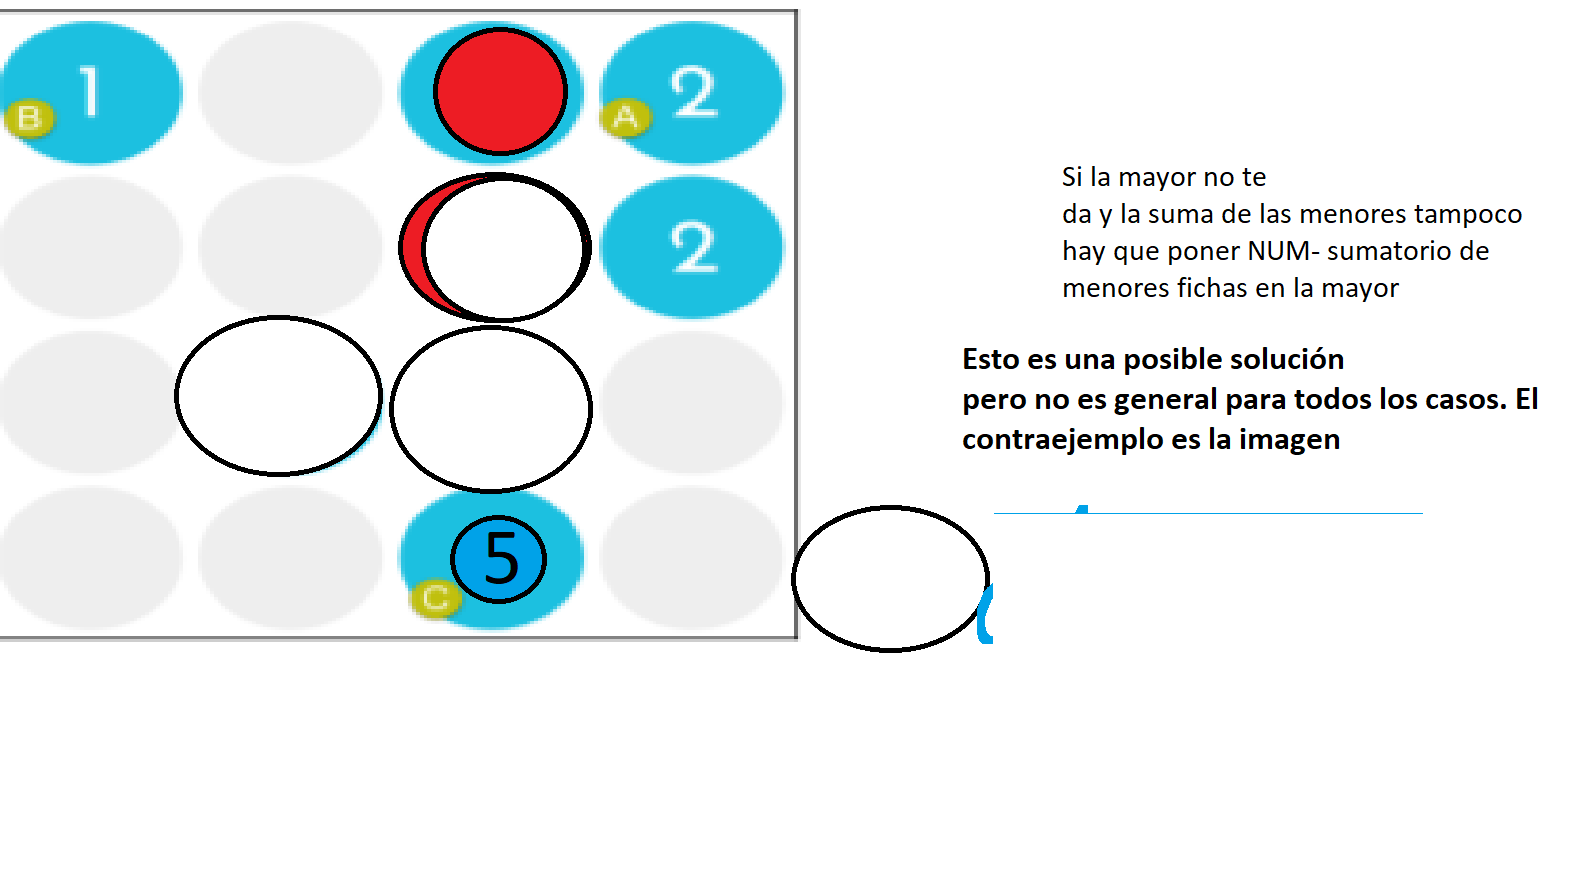 1
B
2
A
2
5
C
Si la mayor no te
da y la suma de las menores tampoco
hay que poner NUM- sumatorio de
menores fichas en la mayor
Esto es una posible solución
pero no es general para todos los casos. El
contraejemplo es la imagen